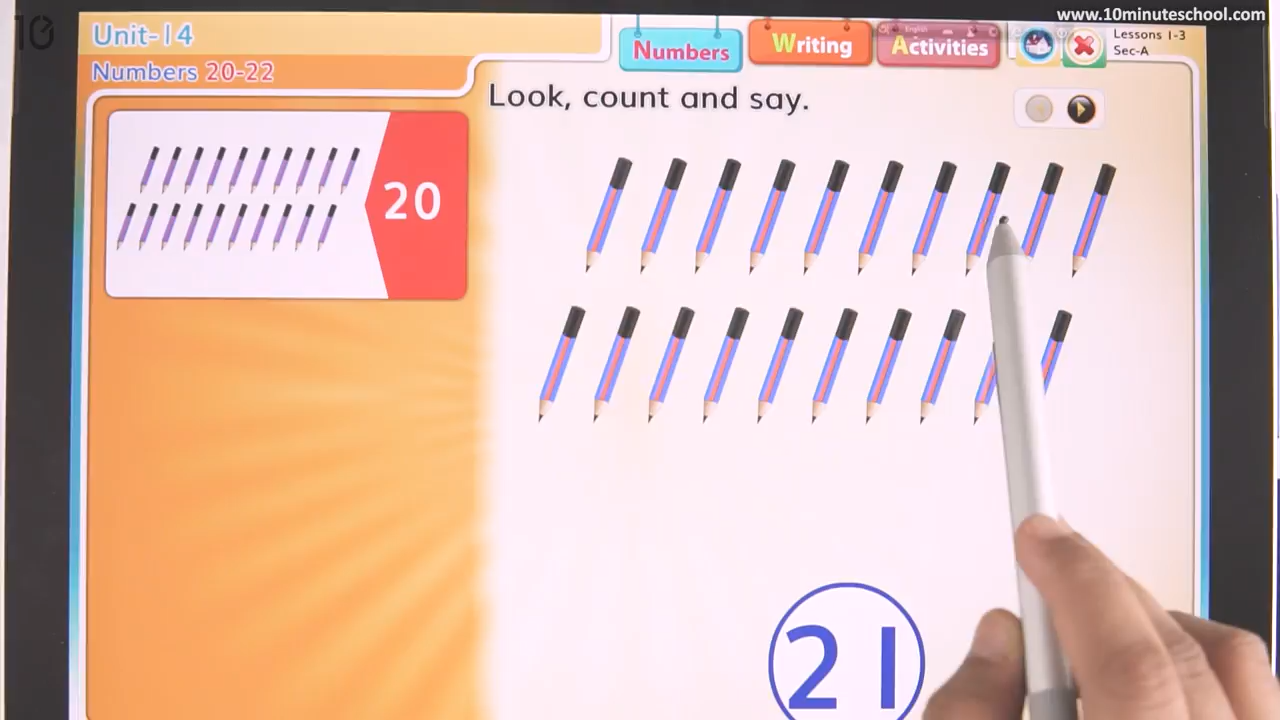 www.10minuteschool.com
10
Unit-14
Numbers 20-22
Numbers
Writing
Activities
Lessons 1-3
Sec-A
Look, count and say.
20
21